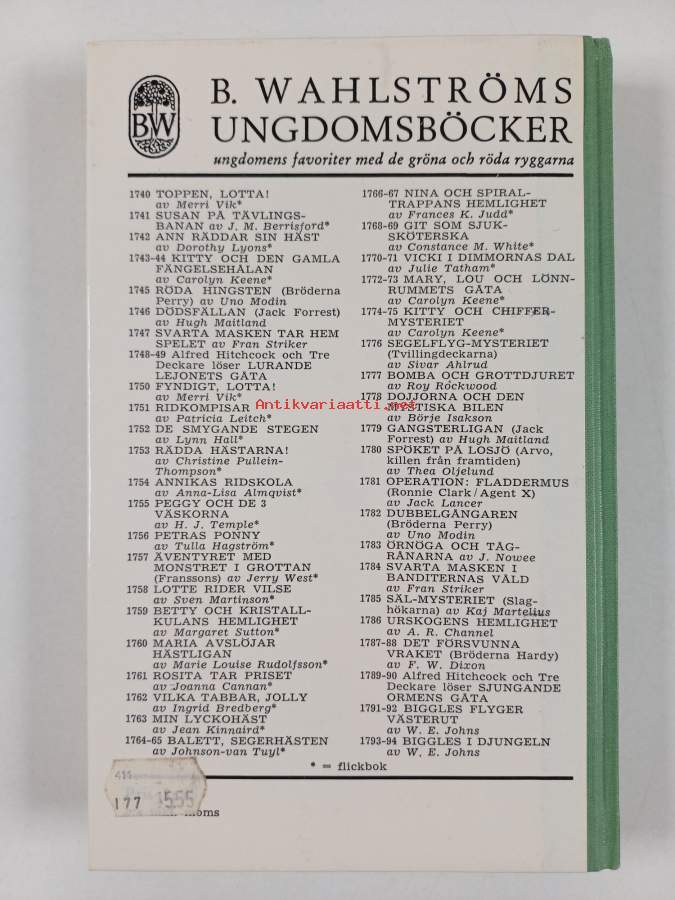 BW
B. WAHLSTRÖMS
UNGDOMSBÖCKER
ungdomens favoriter med de gröna och röda ryggarna
1740 TOPPEN, LOTTA!
av Merri Vik*
1741 SUSAN PÅ TÄVLINGS-
BANAN av J. M. Berrisford*
1742 ANN RÄDDAR SIN HÄST
av Dorothy Lyons*
1743-44 KITTY OCH DEN GAMLA
FÄNGELSEHÅLAN
av Carolyn Keene*
1745 RÖDA HINGSTEN (Bröderna
Perry) av Uno Modin
1746 DÖDSFÄLLAN (Jack Forrest)
av Hugh Maitland
1747 SVARTA MASKEN TAR HEM
SPELET av Fran Striker
1748-49 Alfred Hitchcock och Tre
Deckare löser LURANDE
LEJONETS GÅTA
1750 FYNDIGT, LOTTA!
av Merri Vik*
1751 RIDKOMPISAR
av Patricia Leitch*
1752 DE SMYGANDE STEGEN
av Lynn Hall*
1753 RÄDDA HÄSTARNA!
av Christine Pullein-
Thompson*
1754 ANNIKAS RIDSKOLA
av Anna-Lisa Almqvist*
1755 PEGGY OCH DE 3
VÄSKORNA
av H. J. Temple*
1756 PETRAS PONNY
av Tulla Hagström*
1757 ÄVENTYRET MED
MONSTRET I GROTTAN
(Franssons) av Jerry West*
1758 LOTTE RIDER VILSE
av Sven Martinson*
1759 BETTY OCH KRISTALL-
KULANS HEMLIGHET
av Margaret Sutton*
1760 MARIA AVSLÖJAR
HÄSTLIGAN
av Marie Louise Rudolfsson*
1761 ROSITA TAR PRISET
av Joanna Cannan*
1762 VILKA TABBAR, JOLLY
av Ingrid Bredberg*
1763 MIN LYCKOHÄST
av Jean Kinnaird*
1764-65 BALETT, SEGERHÄSTEN
av Johnson-van Tuyl*
1766-67 NINA OCH SPIRAL-
TRAPPANS HEMLIGHET
av Frances K. Judd*
1768-69 GIT SOM SJUK-
SKÖTERSKA
av Constance M. White*
1770-71 VICKI I DIMMORNAS DAL
av Julie Tatham*
1772-73 MARY, LOU OCH LÖNN-
RUMMETS GÅTA
av Carolyn Keene*
1774-75 KITTY OCH CHIFFER-
MYSTERIET
av Carolyn Keene*
1776 SEGELFLYG-MYSTERIET
(Tvillingdeckarna)
av Sivar Ahlrud
1777 BOMBA OCH GROTTDJURET
av Roy Rockwood
1778 DOJJORNA OCH DEN
MYSTISKA BILEN
av Börje Isakson
1779 GANGSTERLIGAN (Jack
Forrest) av Hugh Maitland
1780 SPÖKET PÅ LOSJÖ (Arvo,
killen från framtiden)
av Thea Oljelund
1781 OPERATION: FLADDERMUS
(Ronnie Clark/Agent X)
av Jack Lancer
1782 DUBBELGÅNGAREN
(Bröderna Perry)
av Uno Modin
1783 ÖRNÖGA OCH TÅG-
RÅNARNA av J. Nowee
1784 SVARTA MASKEN I
BANDITERNAS VÅLD
av Fran Striker
1785 SÄL-MYSTERIET (Slag-
hökarna) av Kaj Martelius
1786 URSKOGENS HEMLIGHET
av A. R. Channel
1787-88 DET FÖRSVUNNA
VRAKET (Bröderna Hardy)
av F. W. Dixon
1789-90 Alfred Hitchcock och Tre
Deckare löser SJUNGANDE
ORMENS GÅTA
1791-92 BIGGLES FLYGER
VÄSTERUT
av W. E. Johns
1793-94 BIGGLES I DJUNGELN
av W. E. Johns
* = flickbok
Antikvariaatti.net
177
moms